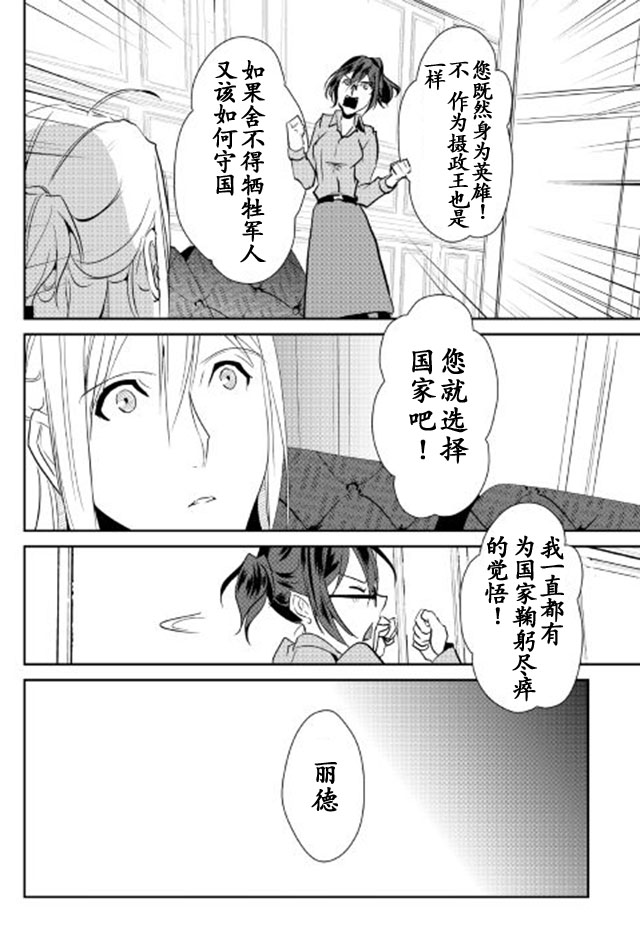 您既然身为英雄！
不 作为摄政王也是
一样
如果舍不得牺牲军人
又该如何守国
您就选择
国家吧！
我一直都有
为国家鞠躬尽瘁
的觉悟！
丽德